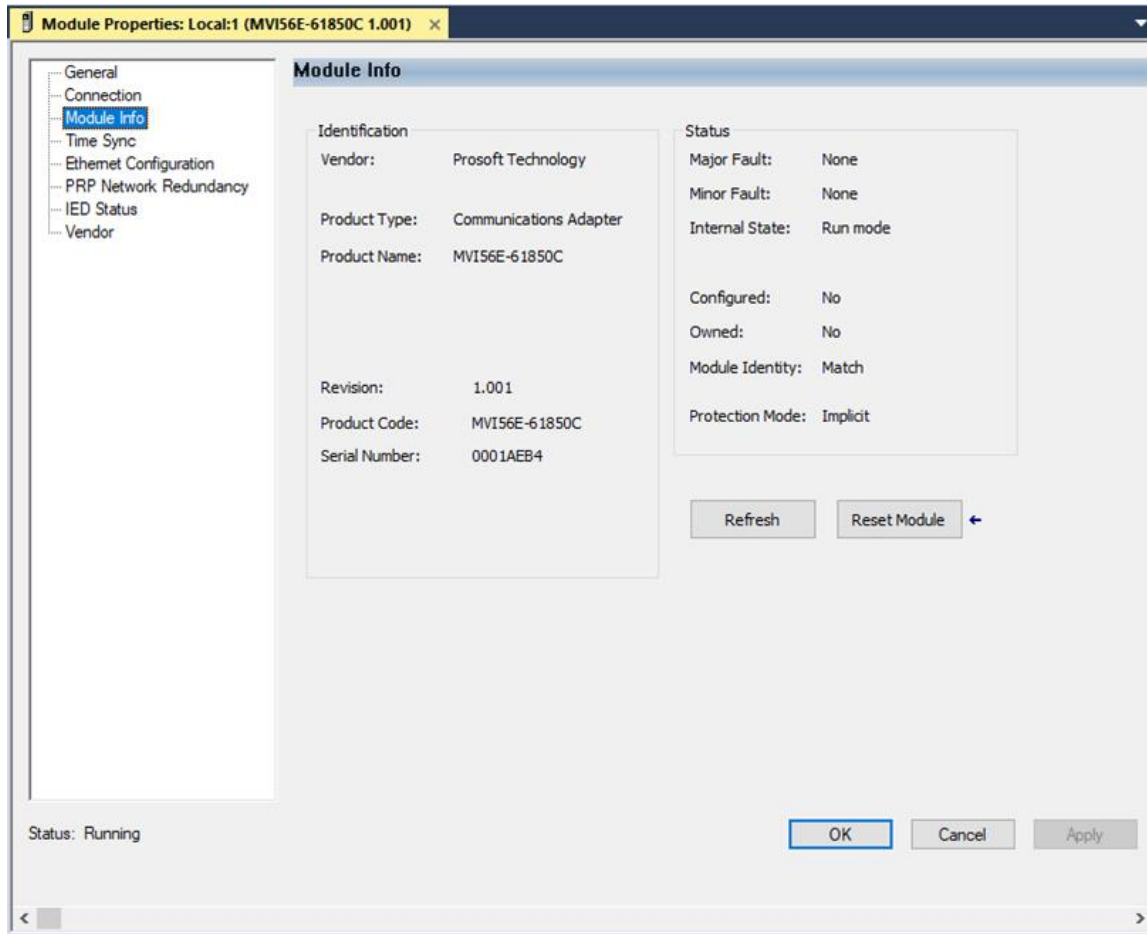 Module Properties: Local:1 (MVI56E-61850C 1.001)
General
Connection
Module Info
Time Sync
Ethernet Configuration
PRP Network Redundancy
IED Status
Vendor
Module Info
Identification
Vendor: Prosoft Technology
Product Type: Communications Adapter
Product Name: MVI56E-61850C
Revision: 1.001
Product Code: MVI56E-61850C
Serial Number: 0001AEB4
Status
Major Fault: None
Minor Fault: None
Internal State: Run mode
Configured: No
Owned: No
Module Identity: Match
Protection Mode: Implicit
Refresh
Reset Module
Status: Running
OK
Cancel
Apply